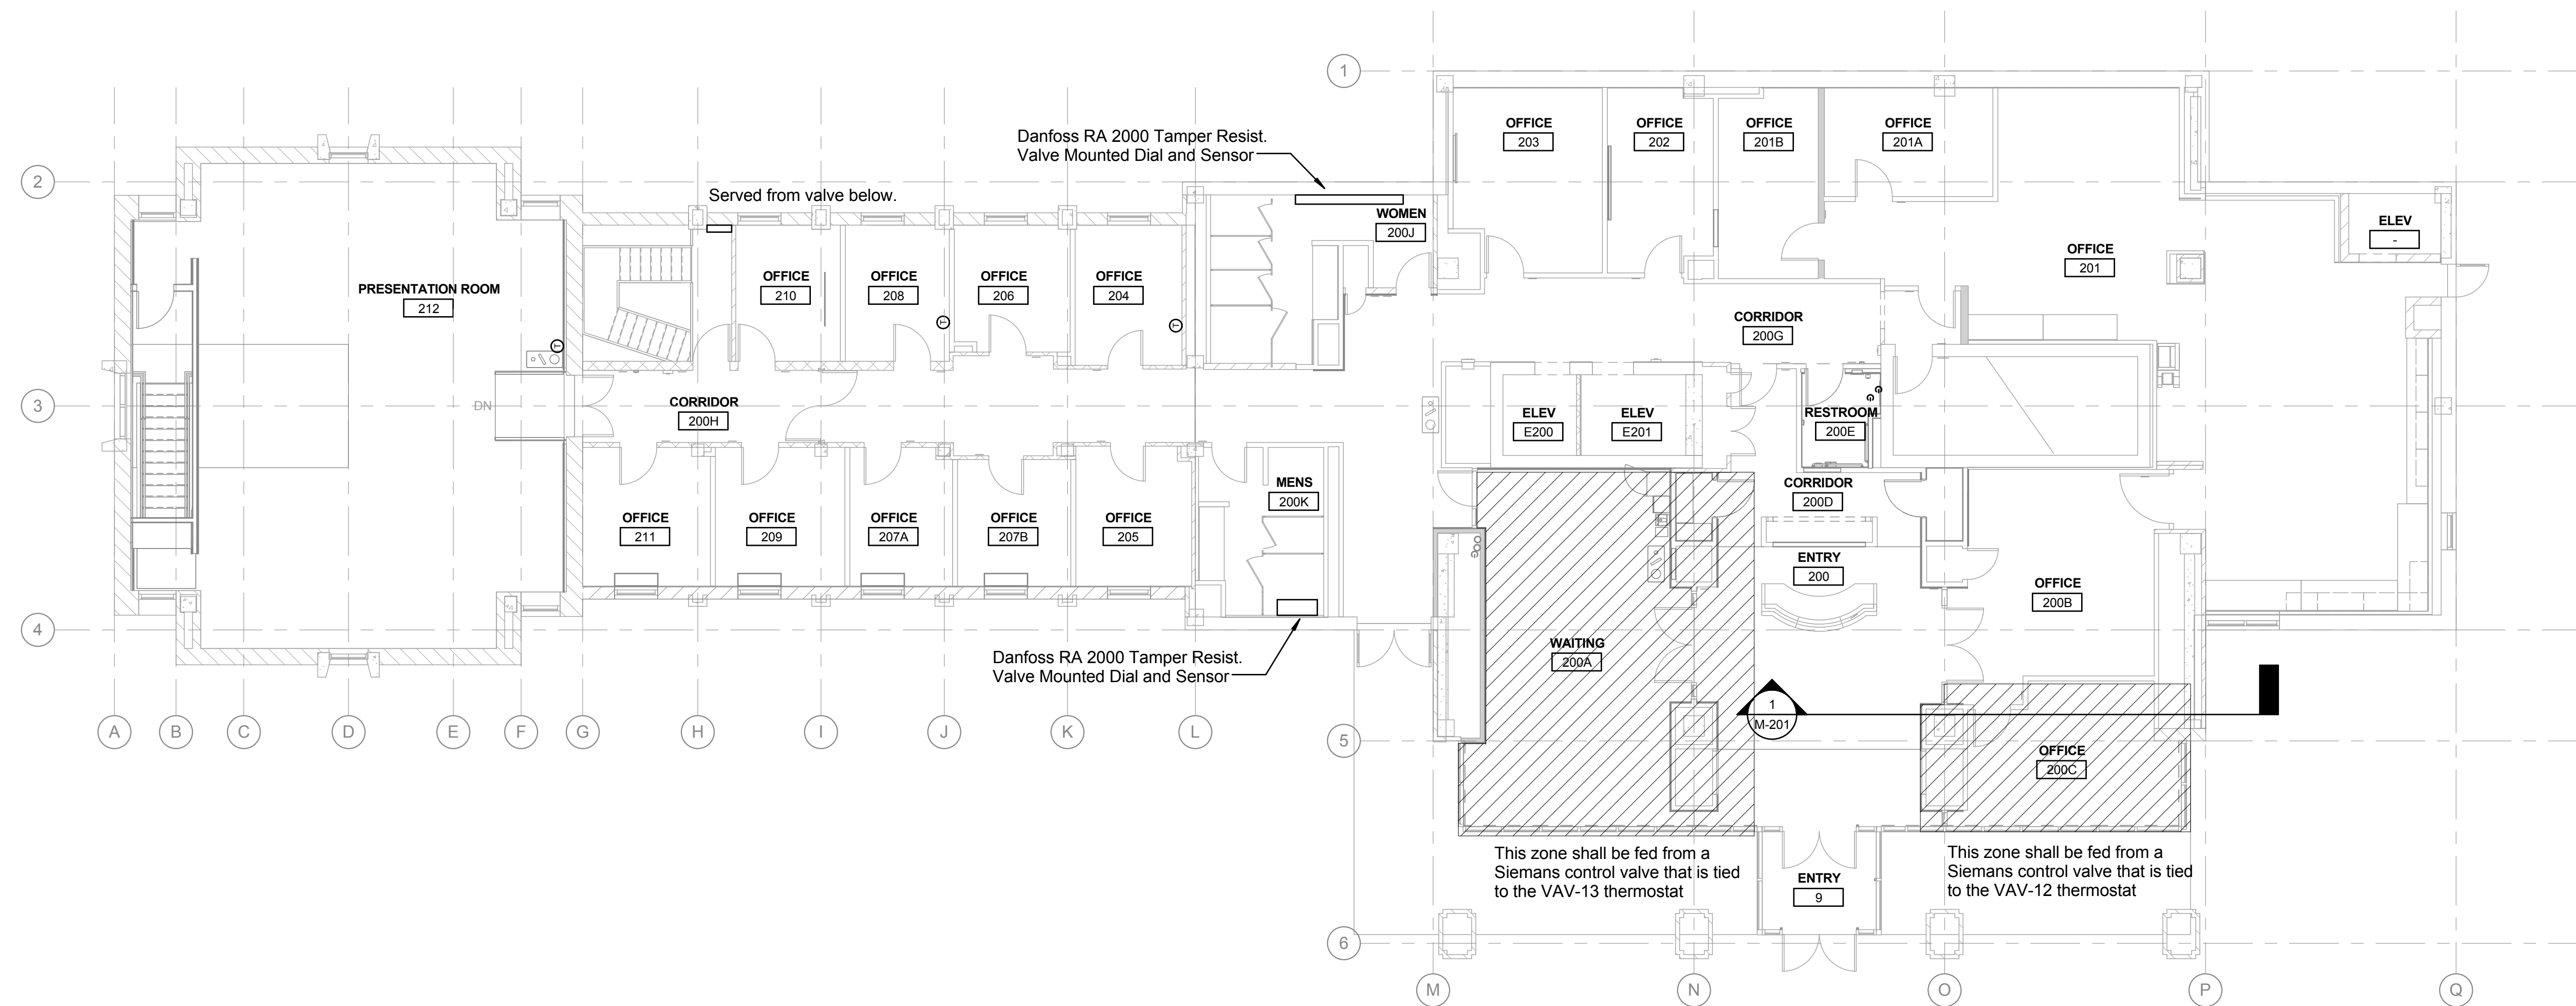 1
OFFICE
203
OFFICE
202
OFFICE
201B
OFFICE
201A
Danfoss RA 2000 Tamper Resist.
Valve Mounted Dial and Sensor
2
Served from valve below.
WOMEN
200J
ELEV
-
OFFICE
201
PRESENTATION ROOM
212
OFFICE
210
OFFICE
208
OFFICE
206
OFFICE
204
T
T
T
CORRIDOR
200G
3
DN
CORRIDOR
200H
ELEV
E200
ELEV
E201
RESTROOM
200E
G
G
MENS
200K
CORRIDOR
200D
OFFICE
211
OFFICE
209
OFFICE
207A
OFFICE
207B
OFFICE
205
G
ENTRY
200
OFFICE
200B
4
WAITING
200A
Danfoss RA 2000 Tamper Resist.
Valve Mounted Dial and Sensor
1
M-201
A
B
C
D
E
F
G
H
I
J
K
L
5
OFFICE
200C
This zone shall be fed from a
Siemans control valve that is tied
to the VAV-13 thermostat
This zone shall be fed from a
Siemans control valve that is tied
to the VAV-12 thermostat
ENTRY
9
6
M
N
O
P
Q